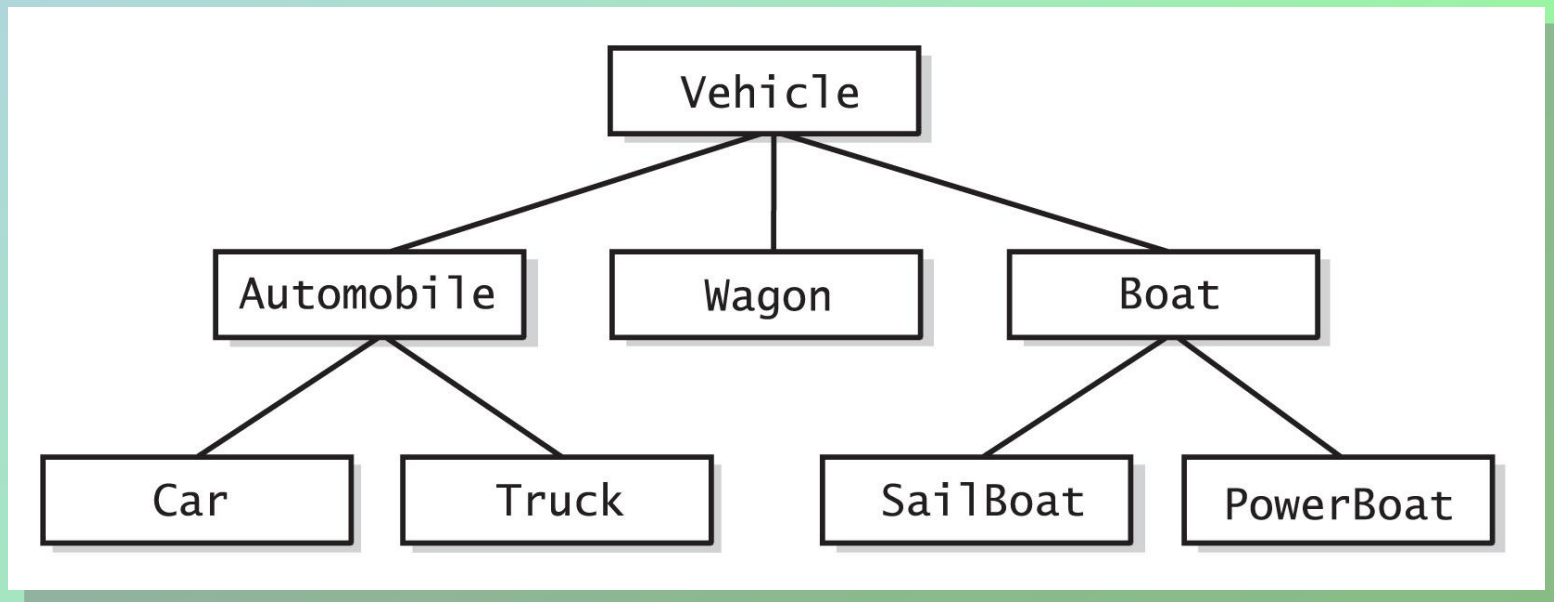 Vehicle
Automobile
Wagon
Boat
Car
Truck
SailBoat
PowerBoat